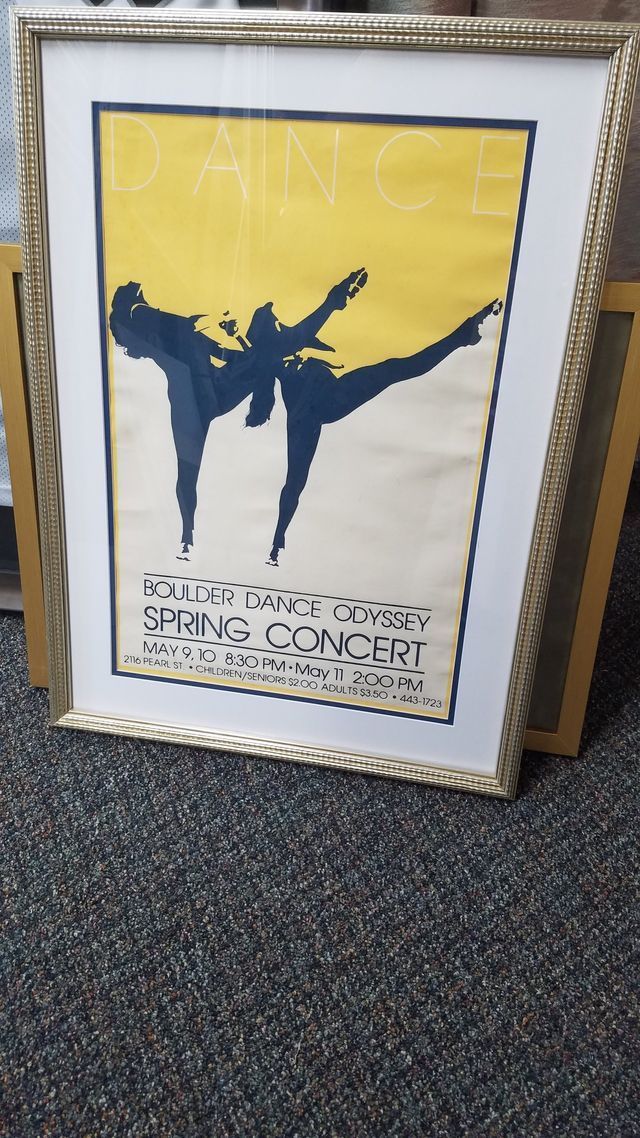 DANCE
BOULDER DANCE ODYSSEY
SPRING CONCERT
MAY 9, 10 8:30 PM • May 11 2:00 PM
2116 PEARL ST. • CHILDREN/SENIORS $2.00 ADULTS $3.50 • 443-1723